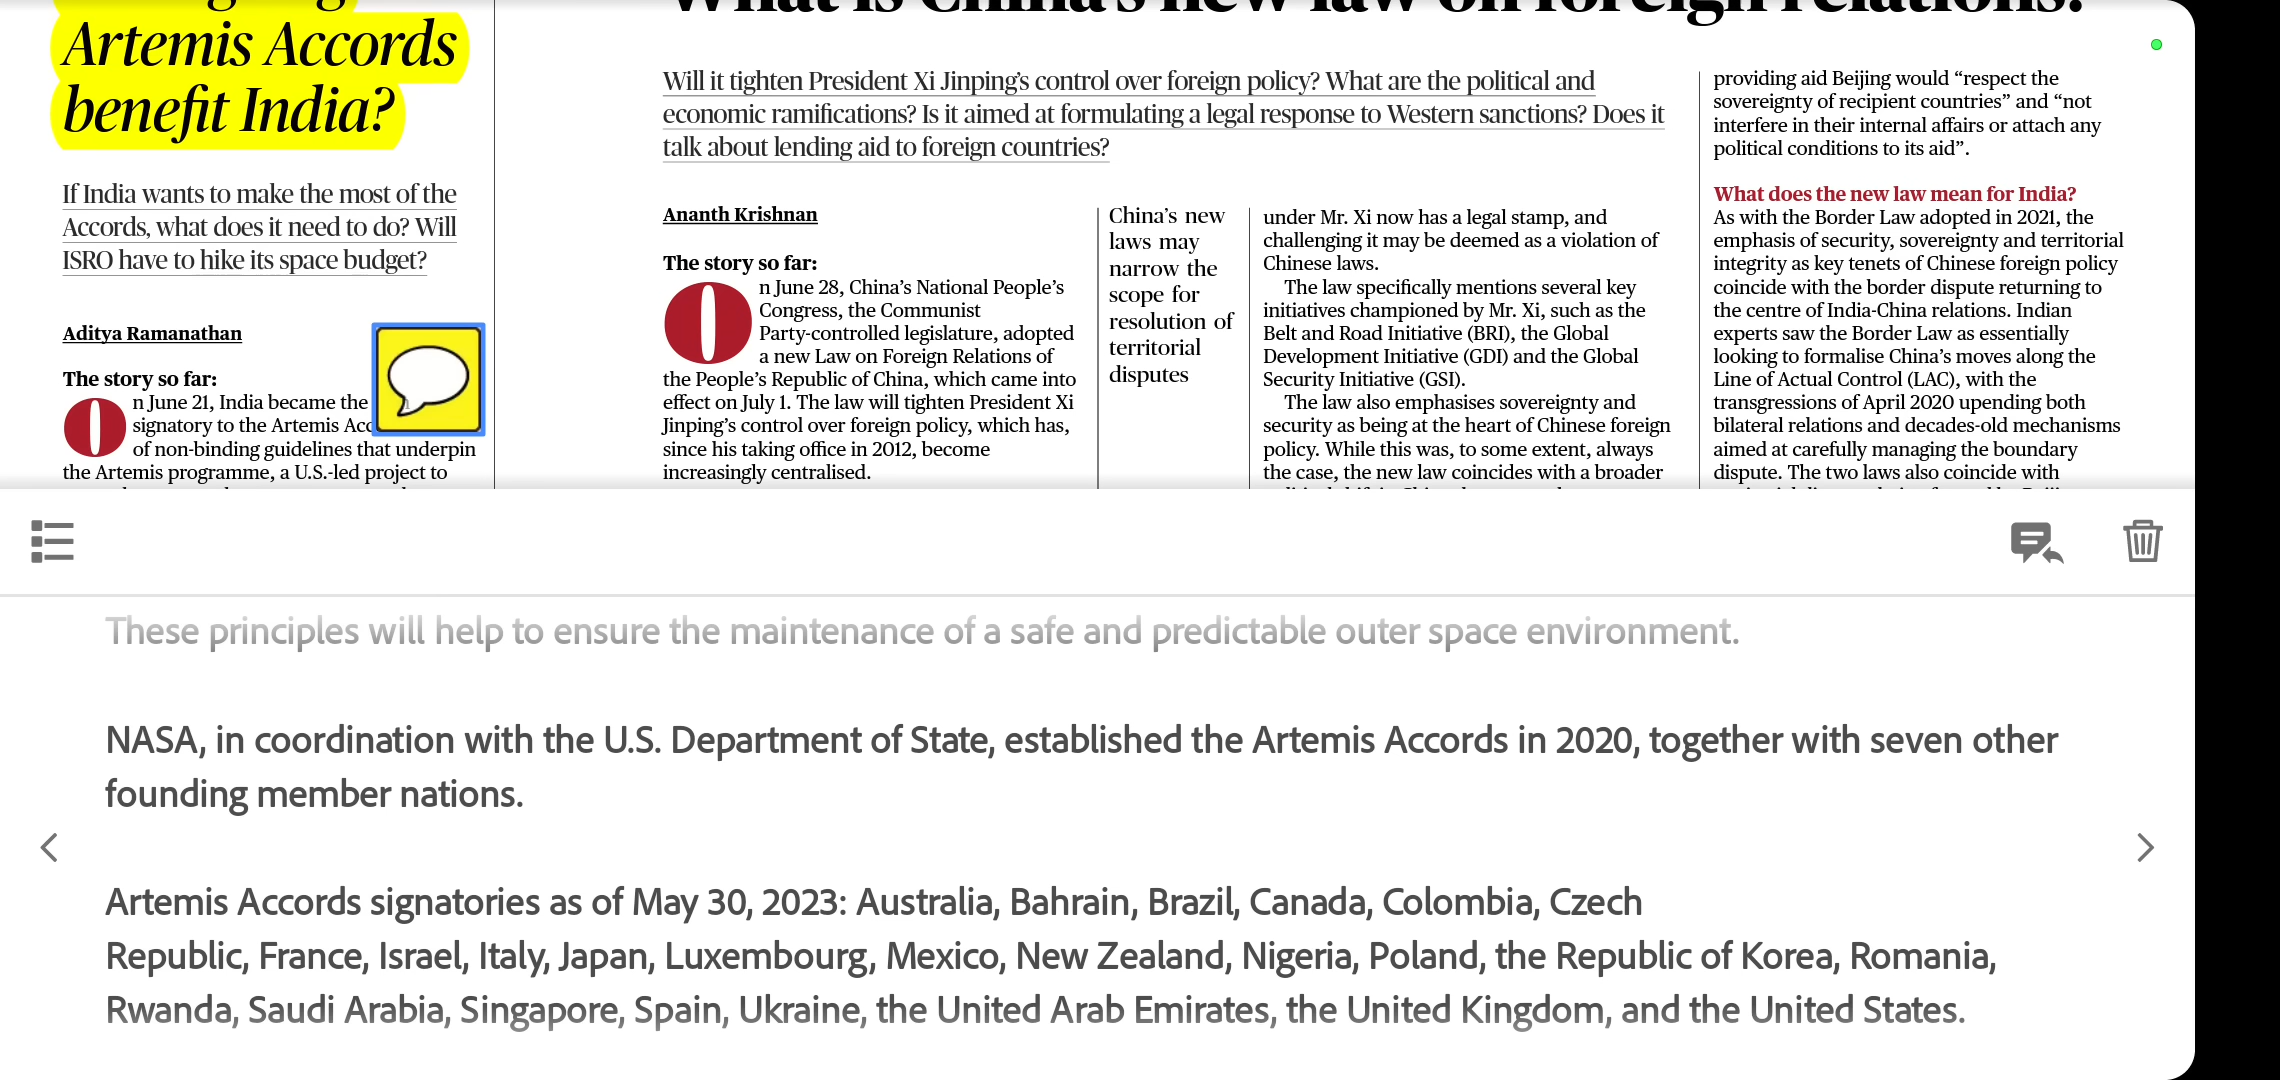 Artemis Accords
benefit India?
If India wants to make the most of the
Accords, what does it need to do? Will
ISRO have to hike its space budget?
Aditya Ramanathan
The story so far:
On June 21, India became the
signatory to the Artemis Acc
of non-binding guidelines that underpin
the Artemis programme, a U.S.-led project to
What is China's new law on foreign relations?
Will it tighten President Xi Jinping's control over foreign policy? What are the political and
economic ramifications? Is it aimed at formulating a legal response to Western sanctions? Does it
talk about lending aid to foreign countries?
Ananth Krishnan
The story so far:
On June 28, China's National People's
Congress, the Communist
Party-controlled legislature, adopted
a new Law on Foreign Relations of
the People's Republic of China, which came into
effect on July 1. The law will tighten President Xi
Jinping's control over foreign policy, which has,
since his taking office in 2012, become
increasingly centralised.
China's new
laws may
narrow the
scope for
resolution of
territorial
disputes
under Mr. Xi now has a legal stamp, and
challenging it may be deemed as a violation of
Chinese laws.
The law specifically mentions several key
initiatives championed by Mr. Xi, such as the
Belt and Road Initiative (BRI), the Global
Development Initiative (GDI) and the Global
Security Initiative (GSI).
The law also emphasises sovereignty and
security as being at the heart of Chinese foreign
policy. While this was, to some extent, always
the case, the new law coincides with a broader
providing aid Beijing would “respect the
sovereignty of recipient countries” and “not
interfere in their internal affairs or attach any
political conditions to its aid”.
What does the new law mean for India?
As with the Border Law adopted in 2021, the
emphasis of security, sovereignty and territorial
integrity as key tenets of Chinese foreign policy
coincide with the border dispute returning to
the centre of India-China relations. Indian
experts saw the Border Law as essentially
looking to formalise China's moves along the
Line of Actual Control (LAC), with the
transgressions of April 2020 upending both
bilateral relations and decades-old mechanisms
aimed at carefully managing the boundary
dispute. The two laws also coincide with
These principles will help to ensure the maintenance of a safe and predictable outer space environment.
NASA, in coordination with the U.S. Department of State, established the Artemis Accords in 2020, together with seven other
founding member nations.
Artemis Accords signatories as of May 30, 2023: Australia, Bahrain, Brazil, Canada, Colombia, Czech
Republic, France, Israel, Italy, Japan, Luxembourg, Mexico, New Zealand, Nigeria, Poland, the Republic of Korea, Romania,
Rwanda, Saudi Arabia, Singapore, Spain, Ukraine, the United Arab Emirates, the United Kingdom, and the United States.